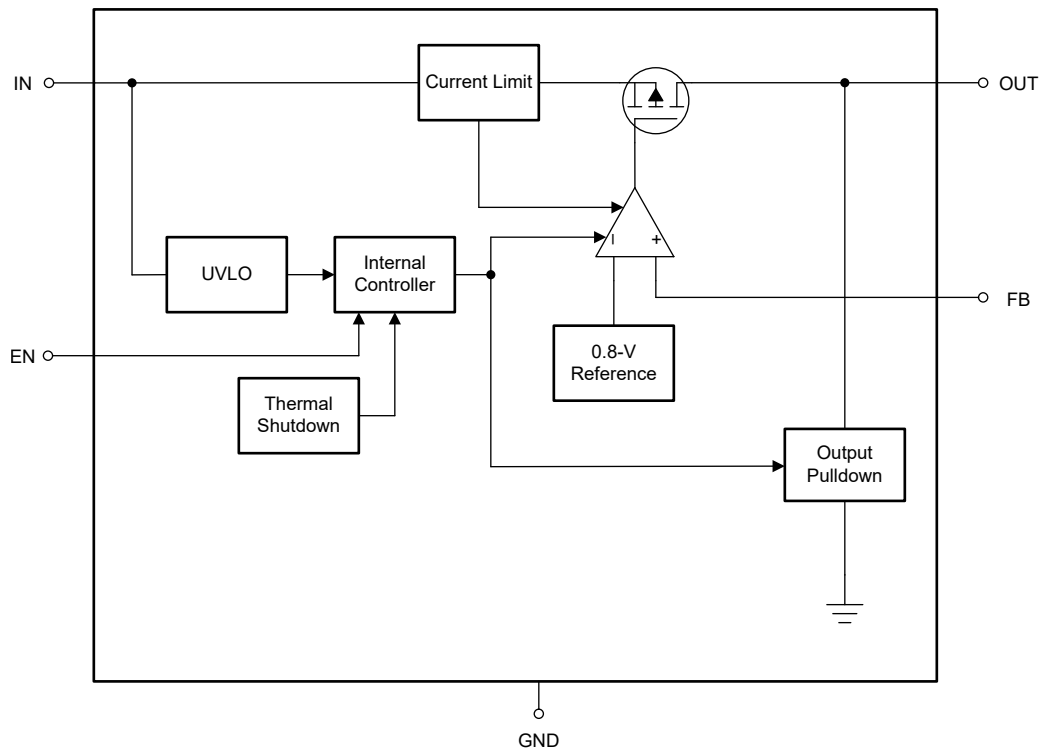 IN
Current Limit
OUT
UVLO
Internal
Controller
–
+
FB
EN
0.8-V
Reference
Thermal
Shutdown
Output
Pulldown
GND